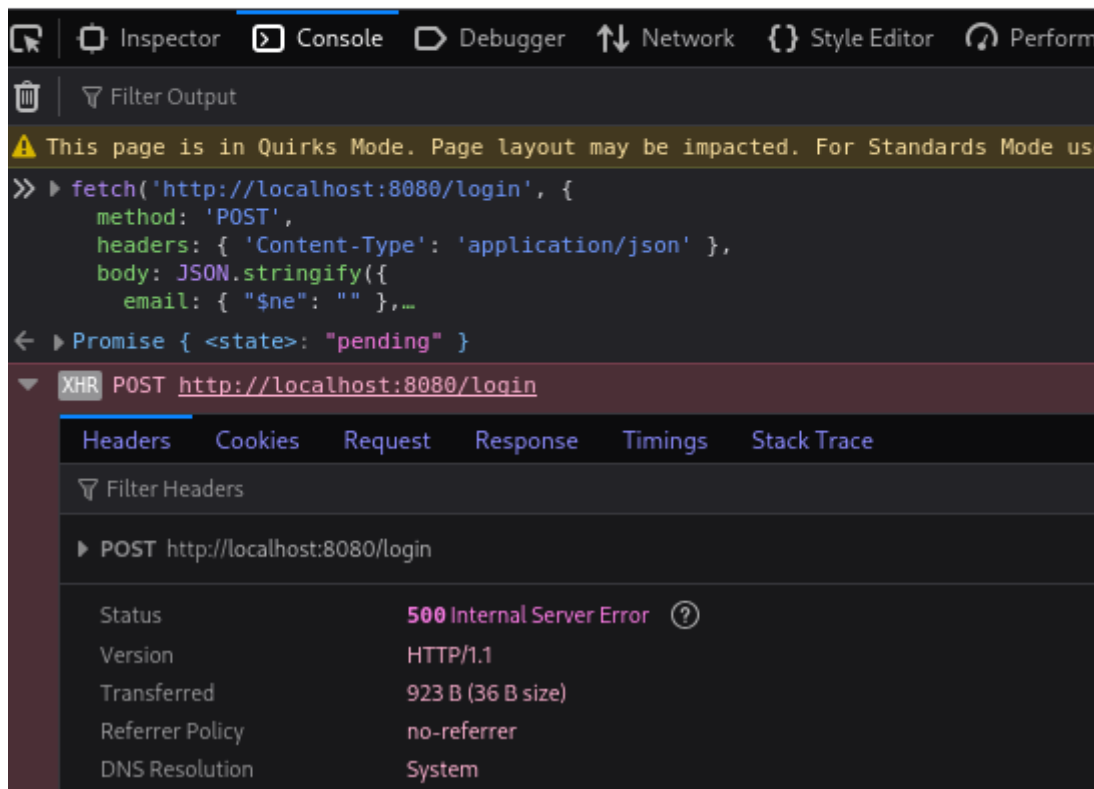 Inspector Console Debugger Network {} Style Editor Perform
Filter Output
This page is in Quirks Mode. Page layout may be impacted. For Standards Mode us
fetch('http://localhost:8080/login', {
method: 'POST',
headers: { 'Content-Type': 'application/json' },
body: JSON.stringify({
email: { "$ne": "" },…
Promise { <state>: "pending" }
XHR POST http://localhost:8080/login
Headers Cookies Request Response Timings Stack Trace
Filter Headers
POST http://localhost:8080/login
Status 500 Internal Server Error ?
Version HTTP/1.1
Transferred 923 B (36 B size)
Referrer Policy no-referrer
DNS Resolution System